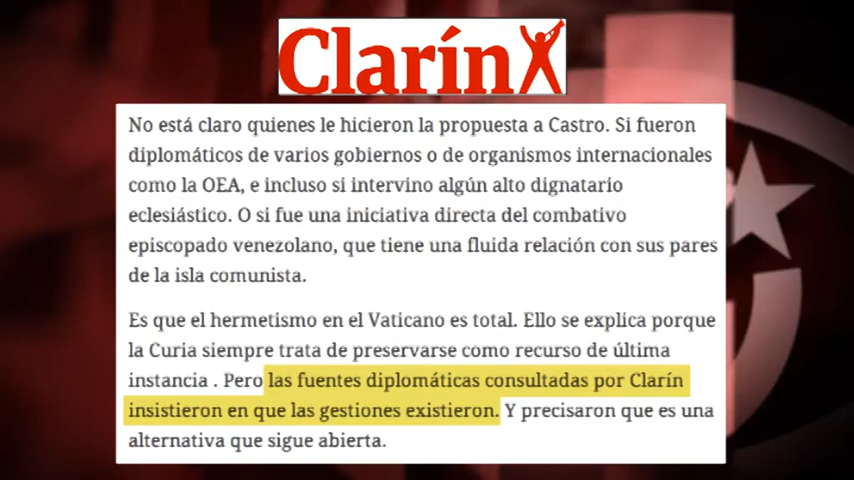 Clarín
No está claro quienes le hicieron la propuesta a Castro. Si fueron
diplomáticos de varios gobiernos o de organismos internacionales
como la OEA, e incluso si intervino algún alto dignatario
eclesiástico. O si fue una iniciativa directa del combativo
episcopado venezolano, que tiene una fluida relación con sus pares
de la isla comunista.
Es que el hermetismo en el Vaticano es total. Ello se explica porque
la Curia siempre trata de preservarse como recurso de última
instancia . Pero las fuentes diplomáticas consultadas por Clarín
insistieron en que las gestiones existieron. Y precisaron que es una
alternativa que sigue abierta.